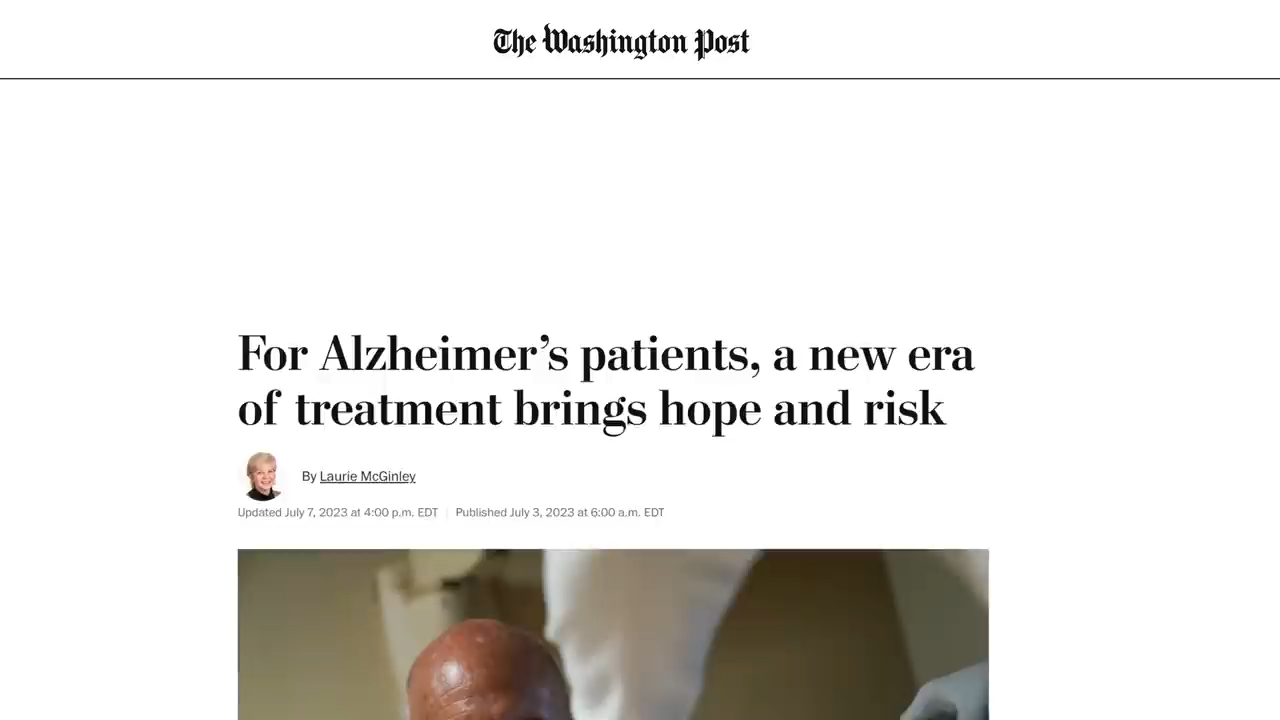 The Washington Post
For Alzheimer’s patients, a new era
of treatment brings hope and risk
By Laurie McGinley
Updated July 7, 2023 at 4:00 p.m. EDT | Published July 3, 2023 at 6:00 a.m. EDT